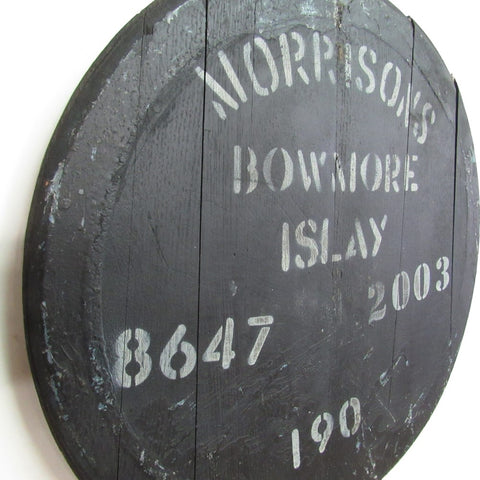 MORRISONS
BOWMORE
ISLAY
8647 2003
190